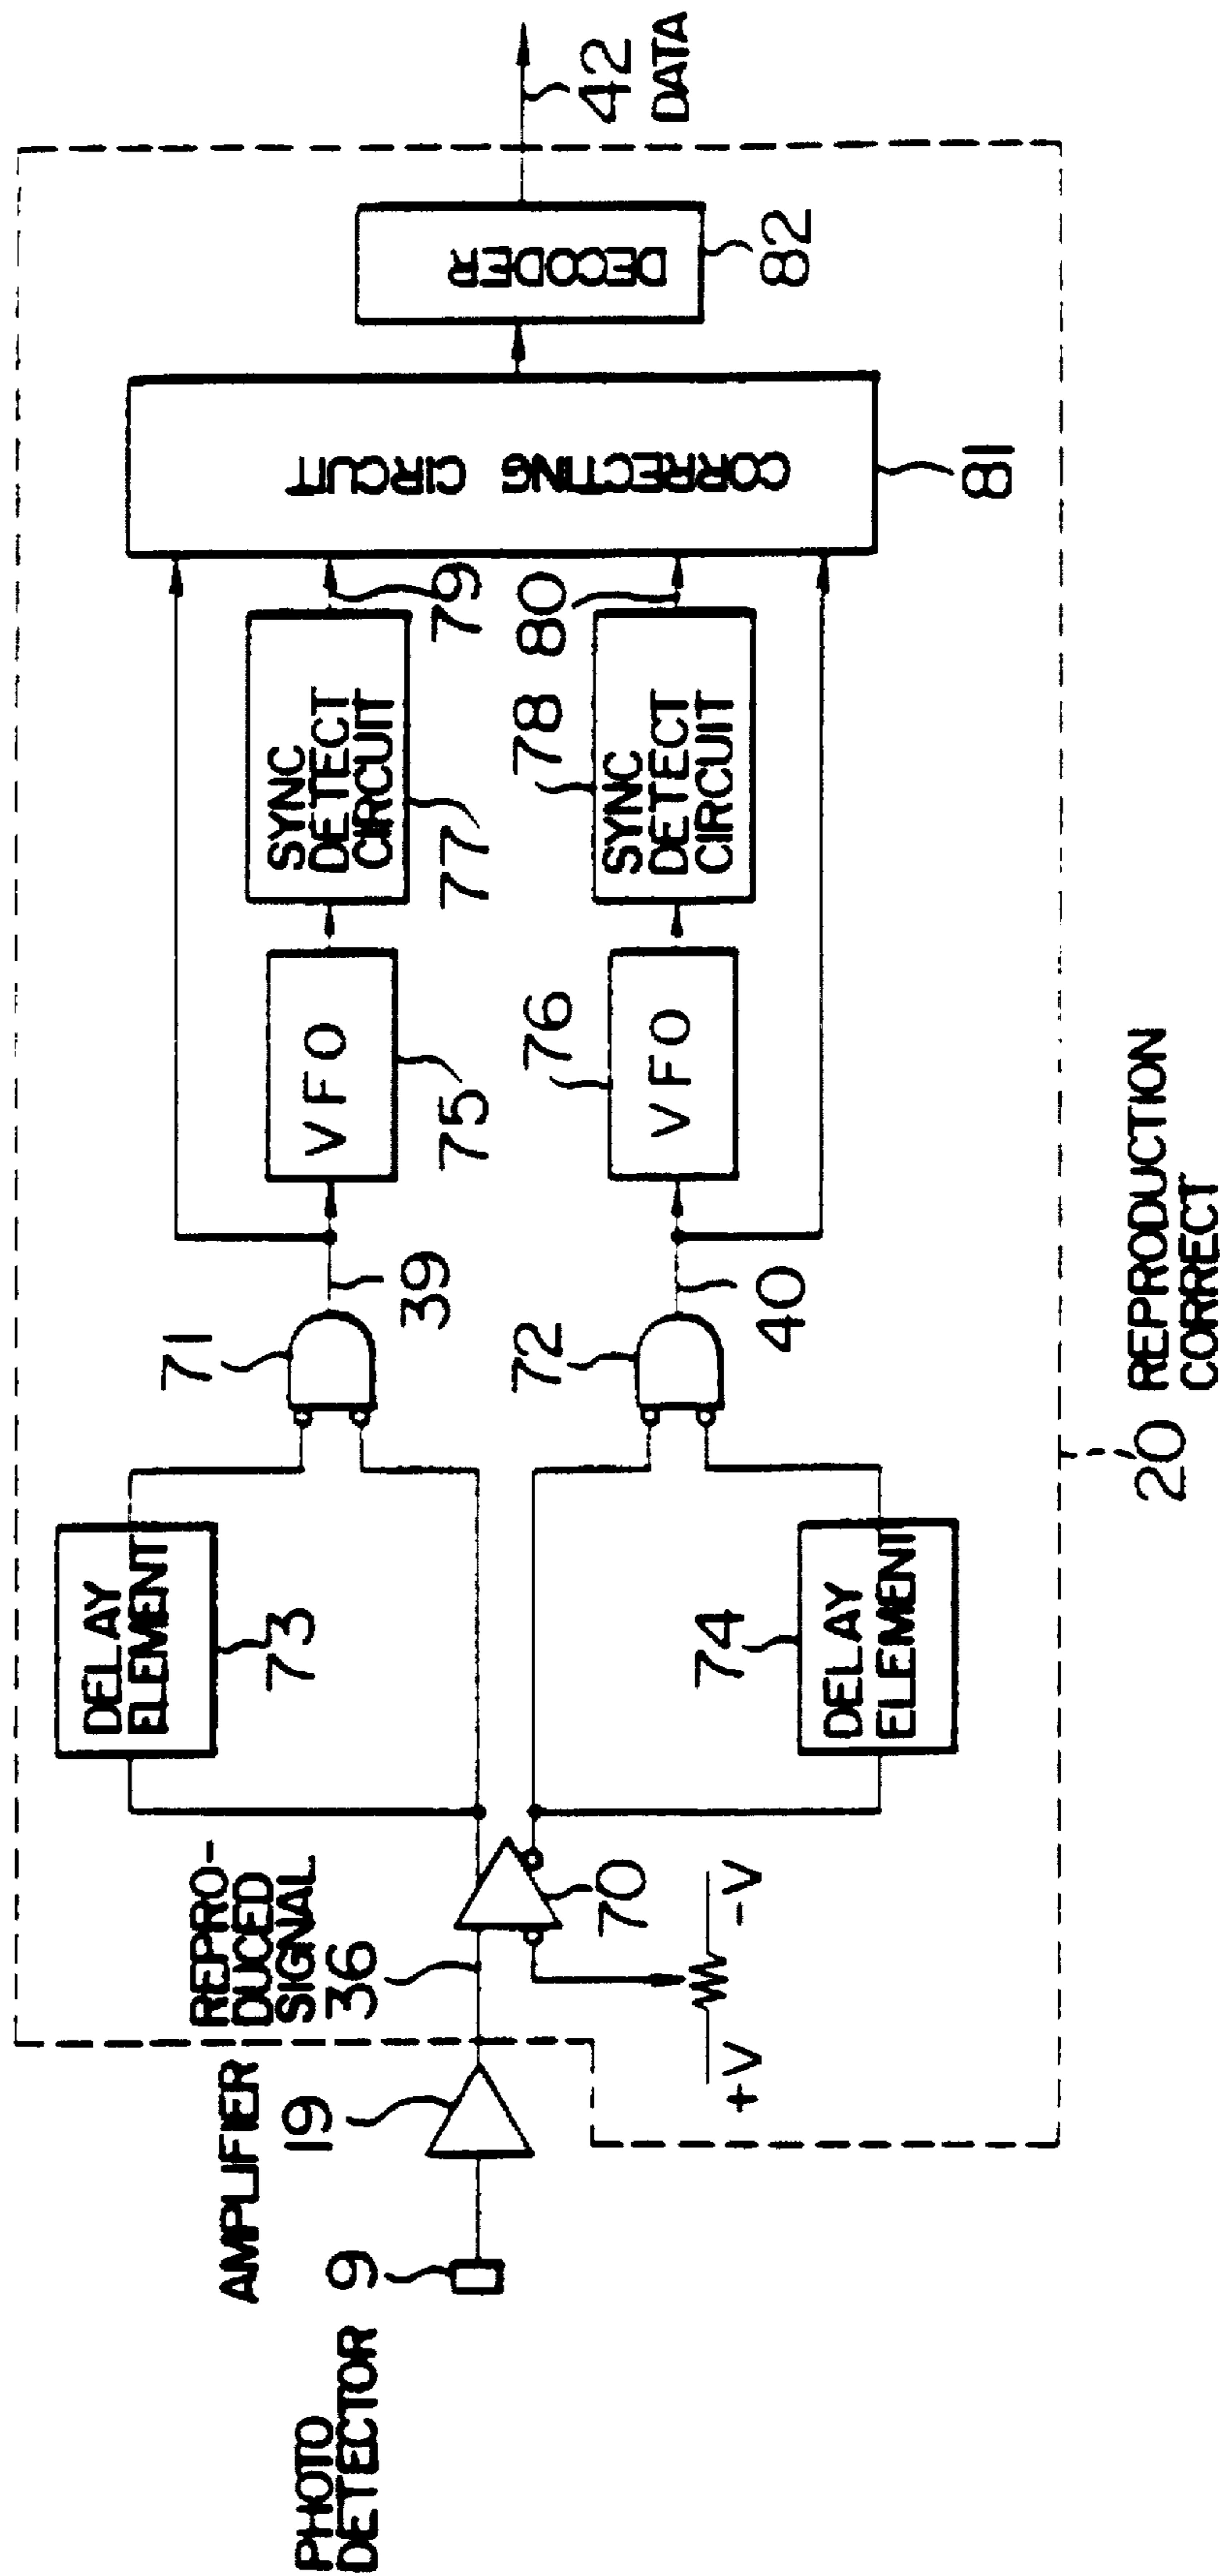 PHOTO
DETECTOR
9
AMPLIFIER
19
REPRO-
DUCED
SIGNAL
36
70
+V
-V
DELAY
ELEMENT
73
DELAY
ELEMENT
74
71
39
72
40
VFO
75
VFO
76
SYNC
DETECT
CIRCUIT
77
SYNC
DETECT
CIRCUIT
78
79
80
CORRECTING CIRCUIT
81
DECODER
82
42
DATA
20 REPRODUCTION
CORRECT